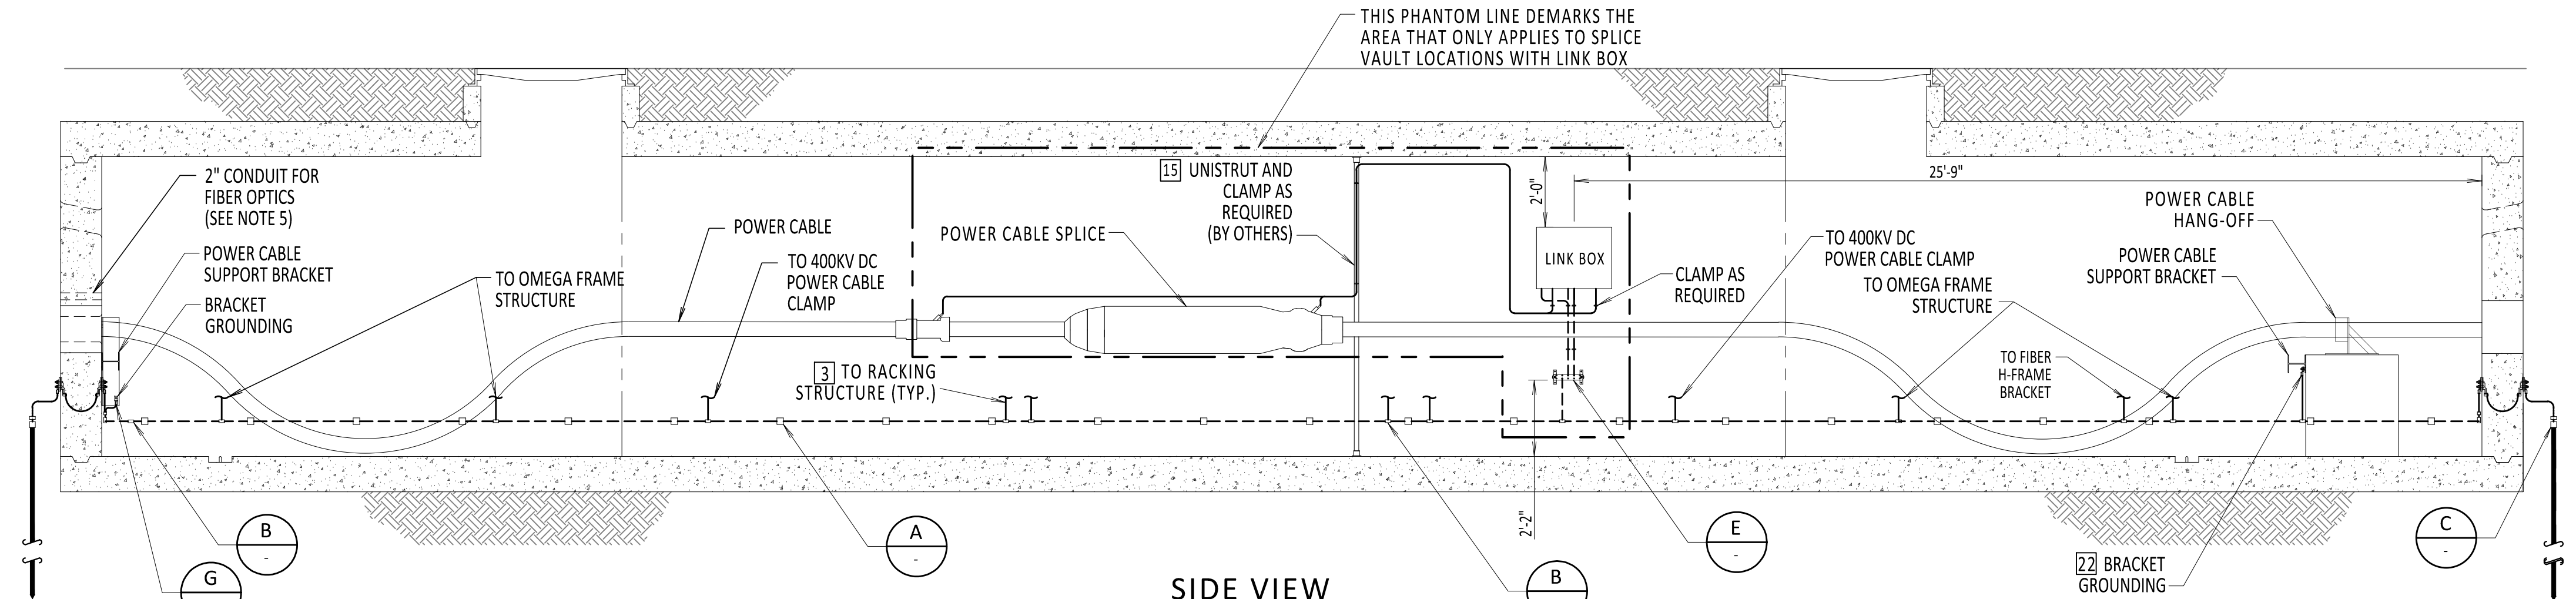 THIS PHANTOM LINE DEMARKS THE
AREA THAT ONLY APPLIES TO SPLICE
VAULT LOCATIONS WITH LINK BOX
2" CONDUIT FOR
FIBER OPTICS
(SEE NOTE 5)
POWER CABLE
SUPPORT BRACKET
BRACKET
GROUNDING
TO OMEGA FRAME
STRUCTURE
POWER CABLE
TO 400KV DC
POWER CABLE
CLAMP
POWER CABLE SPLICE
15 UNISTRUT AND
CLAMP AS
REQUIRED
(BY OTHERS)
3 TO RACKING
STRUCTURE (TYP.)
2'-0"
25'-9"
LINK BOX
CLAMP AS
REQUIRED
TO 400KV DC
POWER CABLE CLAMP
TO OMEGA FRAME
STRUCTURE
POWER CABLE
HANG-OFF
POWER CABLE
SUPPORT BRACKET
TO FIBER
H-FRAME
BRACKET
2'-2"
B
-
G
A
-
E
-
B
C
-
22 BRACKET
GROUNDING
SIDE VIEW